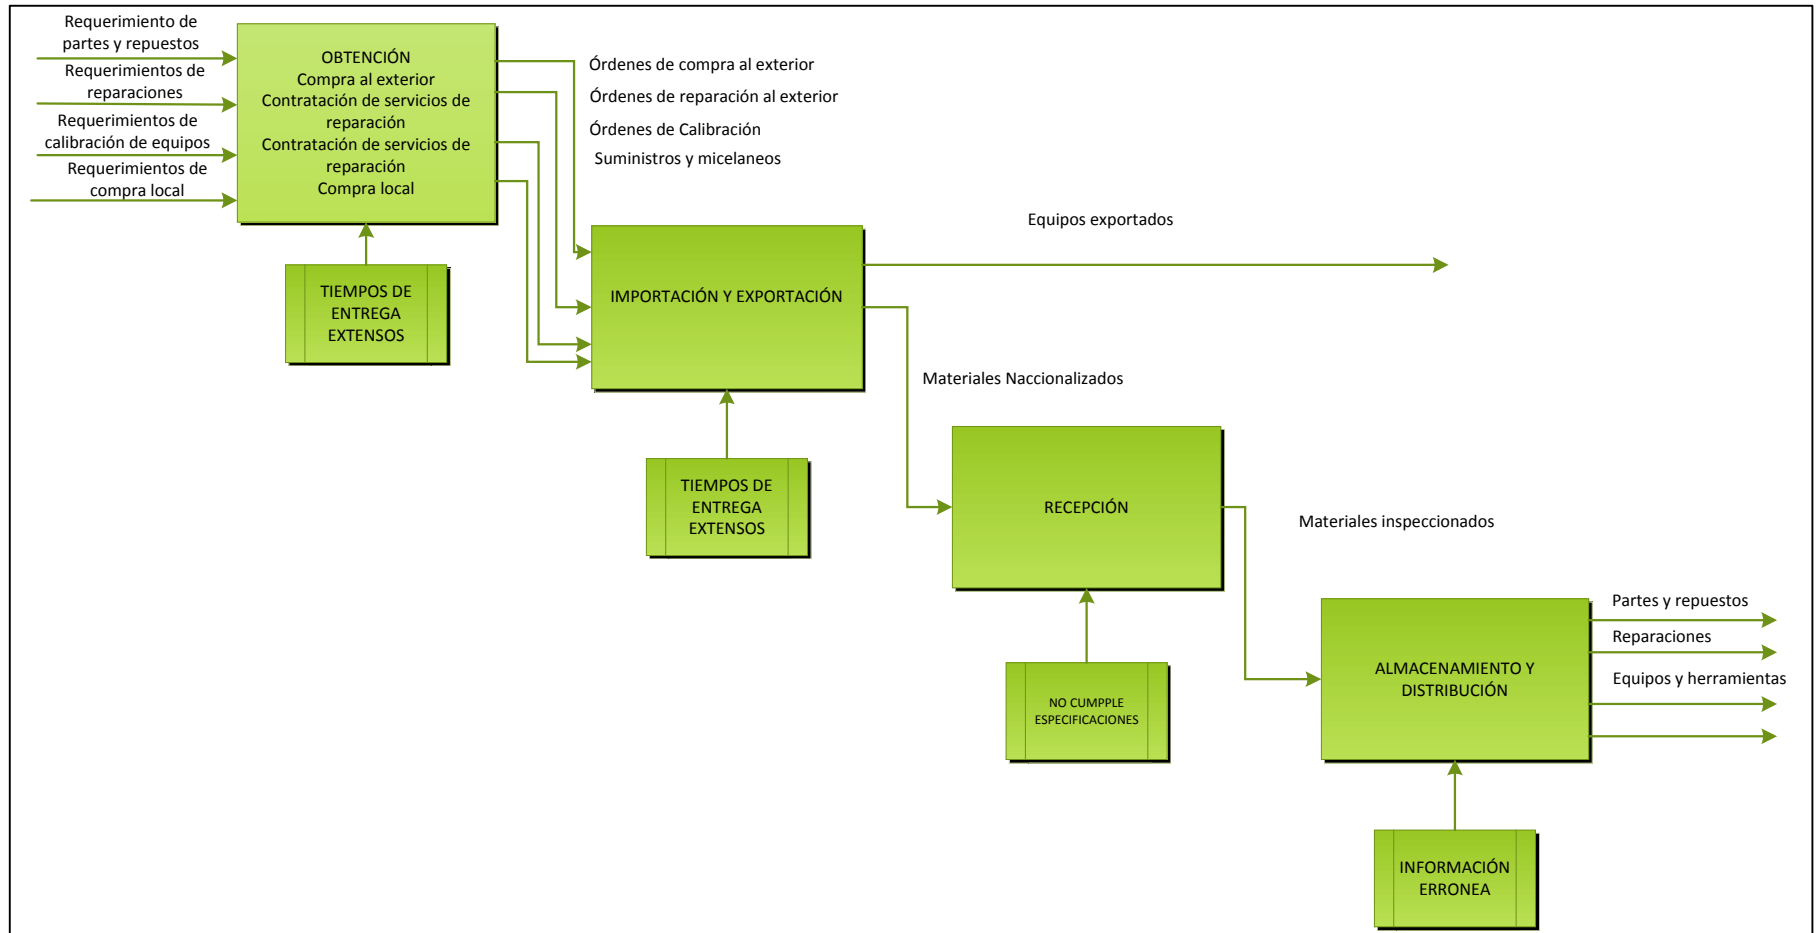 Requerimiento de
partes y repuestos
Requerimientos de
reparaciones
Requerimientos de
calibración de equipos
Requerimientos de
compra local
OBTENCIÓN
Compra al exterior
Contratación de servicios de
reparación
Contratación de servicios de
reparación
Compra local
Órdenes de compra al exterior
Órdenes de reparación al exterior
Órdenes de Calibración
Suministros y micelaneos
TIEMPOS DE
ENTREGA
EXTENSOS
IMPORTACIÓN Y EXPORTACIÓN
Equipos exportados
Materiales Naccionalizados
TIEMPOS DE
ENTREGA
EXTENSOS
RECEPCIÓN
Materiales inspeccionados
NO CUMPPLE
ESPECIFICACIONES
ALMACENAMIENTO Y
DISTRIBUCIÓN
Partes y repuestos
Reparaciones
Equipos y herramientas
INFORMACIÓN
ERRONEA